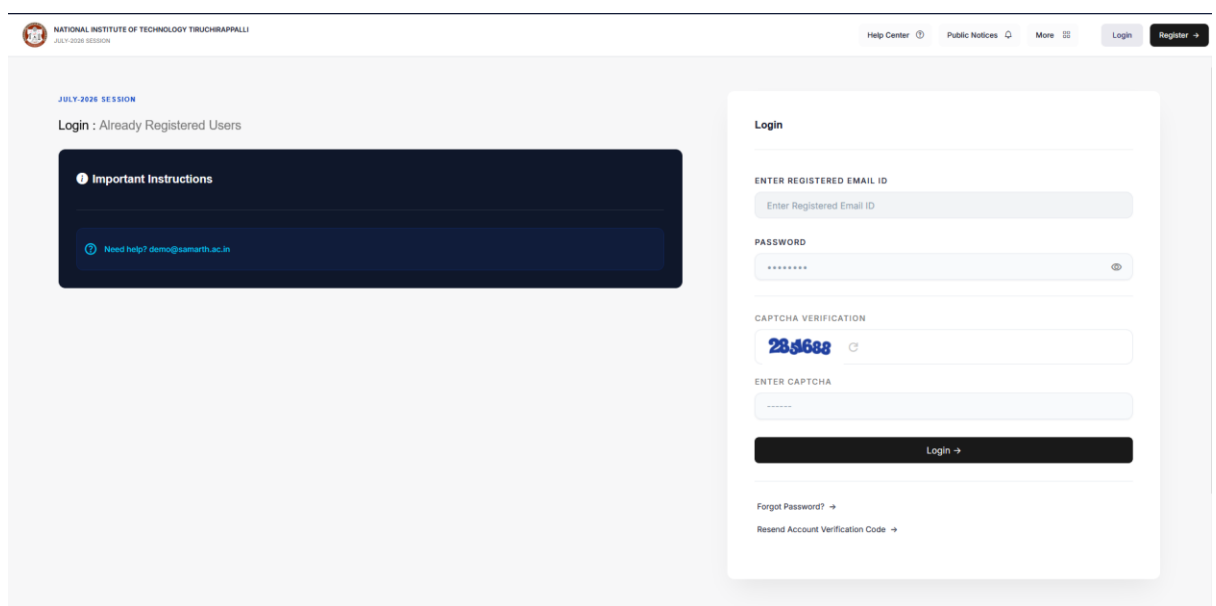 NATIONAL INSTITUTE OF TECHNOLOGY TIRUCHIRAPPALLI
JULY-2026 SESSION
Help Center
Public Notices
More
Login
Register →
JULY-2026 SESSION
Login : Already Registered Users
Important Instructions
Need help? demo@samarth.ac.in
Login
ENTER REGISTERED EMAIL ID
Enter Registered Email ID
PASSWORD
********
CAPTCHA VERIFICATION
ENTER CAPTCHA
------
Login →
Forgot Password? →
Resend Account Verification Code →